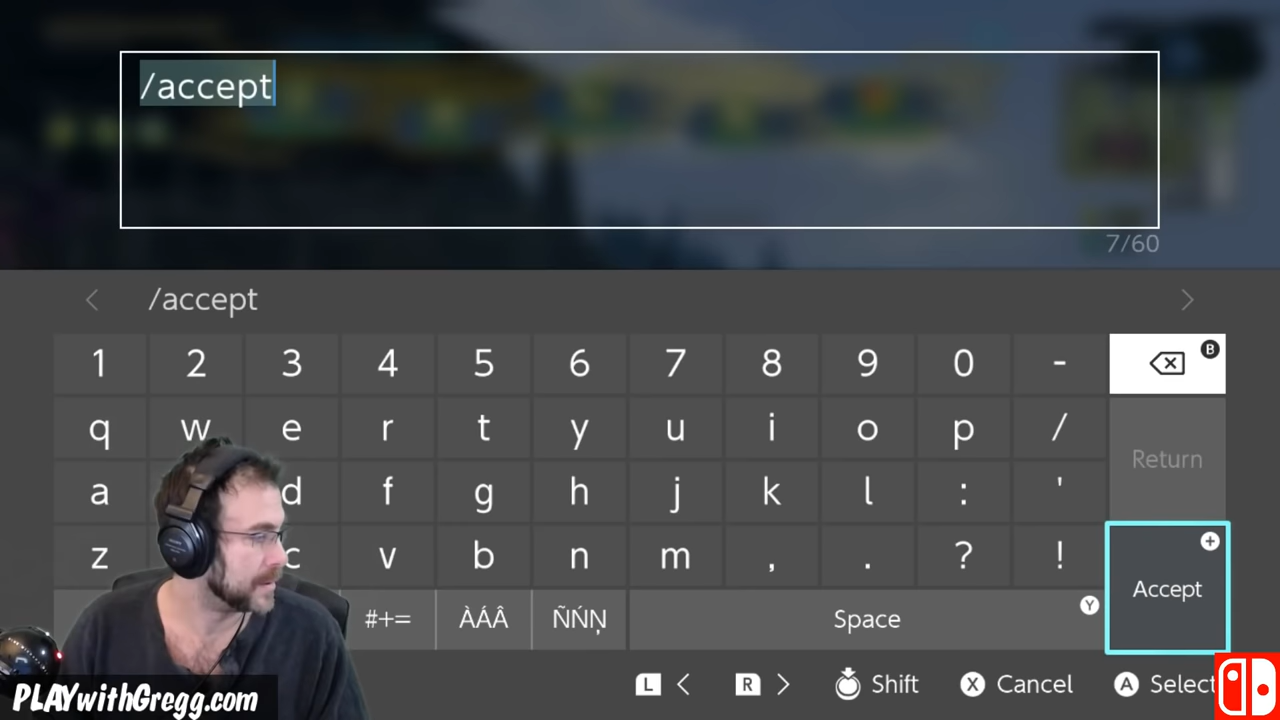 /accept
7/60
/accept
1 2 3 4 5 6 7 8 9 0 - B
q w e r t y u i o p /
Return
a d f g h j k l : '
z c v b n m , . ? ! +
Accept
#+= ÀÁÂ ÑŃŅ Space Y
L R Shift X Cancel A Select
PLAYwithGregg.com